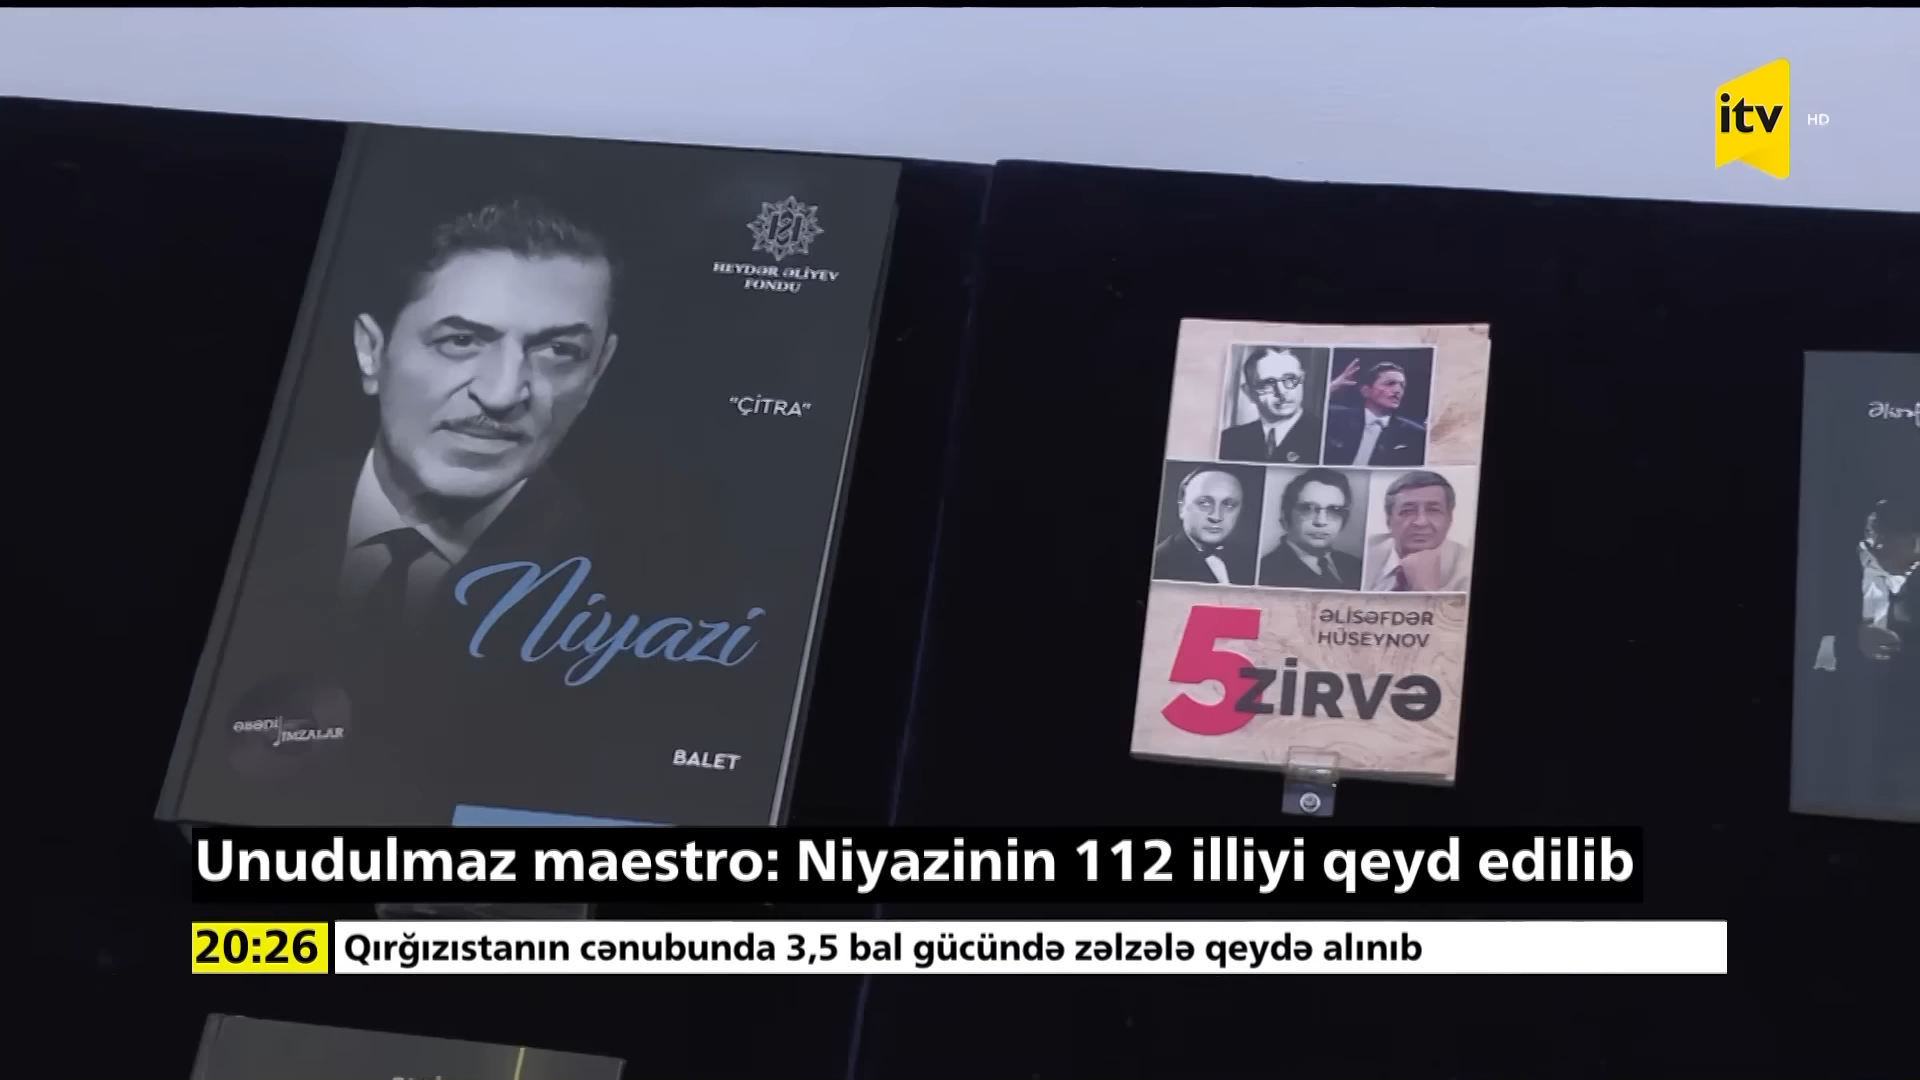 itv HD
HEYDƏR ƏLİYEV
FONDU
"ÇİTRA"
Niyazi
ƏBƏDİ
İMZALAR
BALET
ƏLİSƏFDƏR
HÜSEYNOV
5 ZİRVƏ
Unudulmaz maestro: Niyazinin 112 illiyi qeyd edilib
20:26 Qırğızıstanın cənubunda 3,5 bal gücündə zəlzələ qeydə alınıb